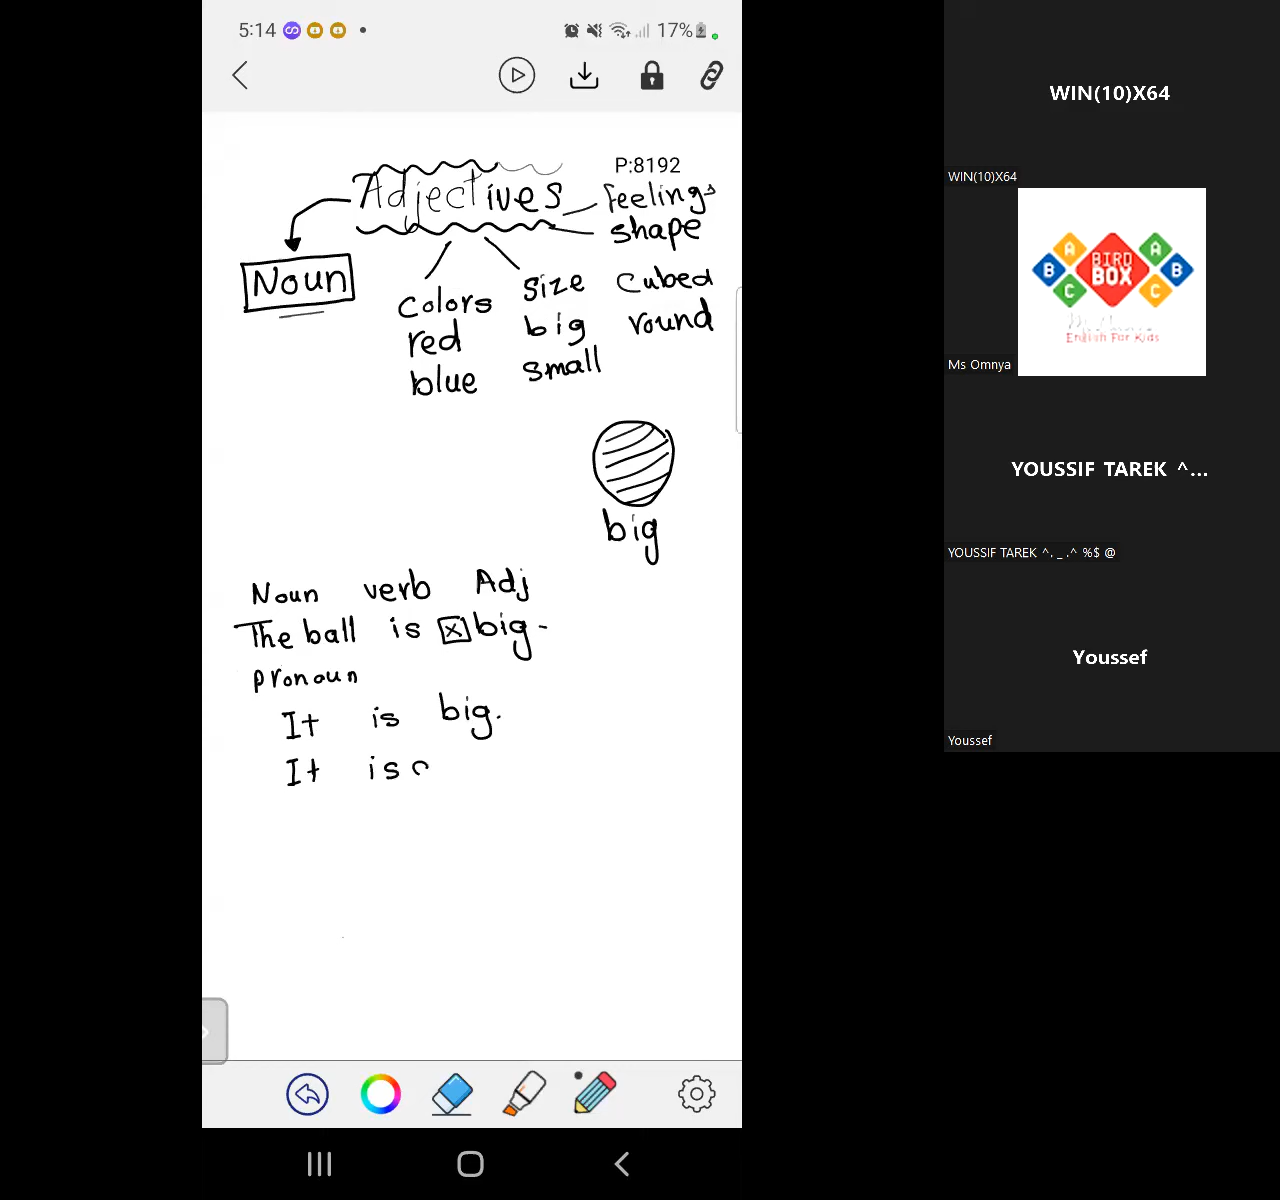 5:14
17%
P:8192
Adjectives
feelings
shape
Noun
colors
red
blue
size
big
small
cubed
round
big
Noun verb Adj
The ball is x big.
Pronoun
It is big.
It is
WIN(10)X64
WIN(10)X64
A B C
BIRD BOX
A B C
English For Kids
Ms Omnya
YOUSSIF TAREK ^...
YOUSSIF TAREK ^. _ .^ %$ @
Youssef
Youssef